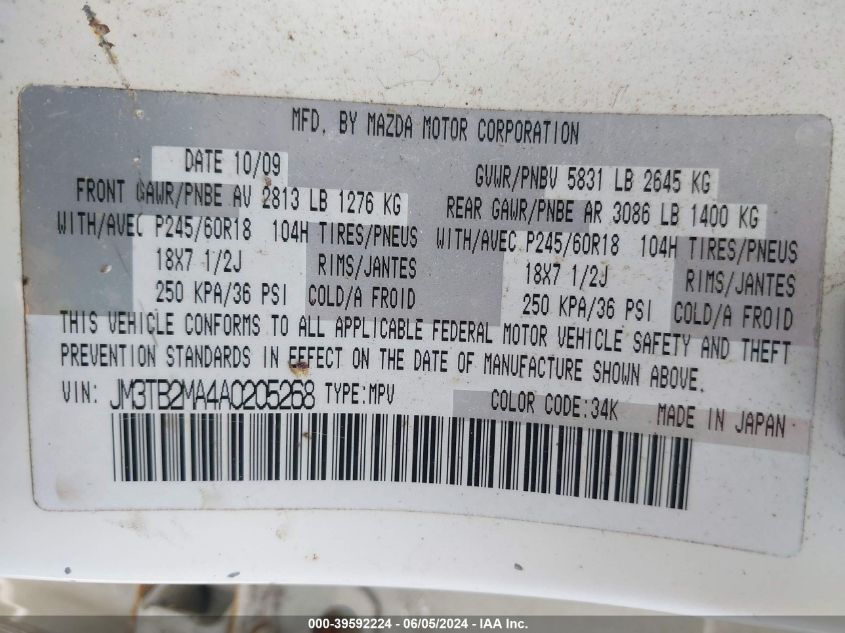 MFD. BY MAZDA MOTOR CORPORATION
DATE 10/09 GVWR/PNBV 5831 LB 2645 KG
FRONT GAWR/PNBE AV 2813 LB 1276 KG REAR GAWR/PNBE AR 3086 LB 1400 KG
WITH/AVEC P245/60R18 104H TIRES/PNEUS WITH/AVEC P245/60R18 104H TIRES/PNEUS
18X7 1/2J RIMS/JANTES 18X7 1/2J RIMS/JANTES
250 KPA/36 PSI COLD/A FROID 250 KPA/36 PSI COLD/A FROID
THIS VEHICLE CONFORMS TO ALL APPLICABLE FEDERAL MOTOR VEHICLE SAFETY AND THEFT
PREVENTION STANDARDS IN EFFECT ON THE DATE OF MANUFACTURE SHOWN ABOVE.
VIN: JM3TB2MA4A0205268 TYPE:MPV COLOR CODE:34K MADE IN JAPAN
000-39592224 - 06/05/2024 - IAA Inc.